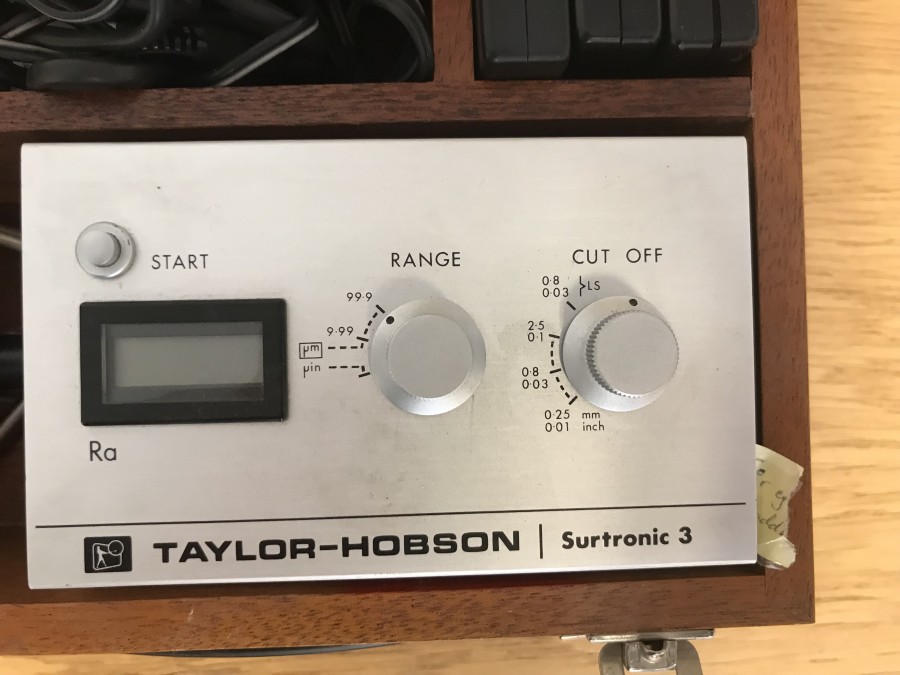 START
RANGE
CUT OFF
99·9
9·99
µm
µin
0·8
0·03
LS
2·5
0·1
0·8
0·03
0·25 mm
0·01 inch
Ra
TAYLOR-HOBSON
Surtronic 3